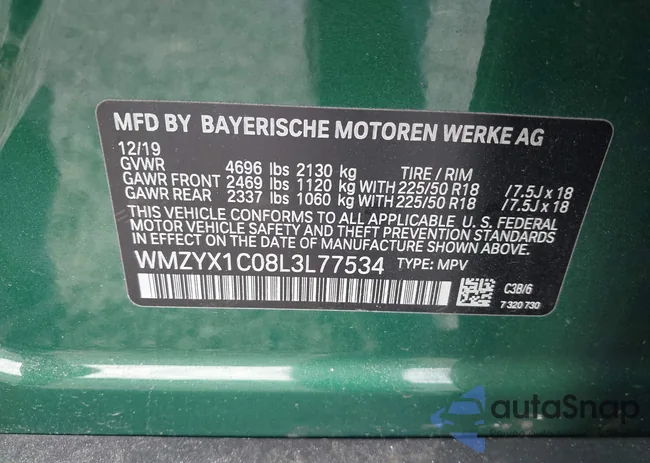 MFD BY BAYERISCHE MOTOREN WERKE AG
12/19
GVWR 4696 lbs 2130 kg TIRE / RIM
GAWR FRONT 2469 lbs 1120 kg WITH 225/50 R18 /7.5J x 18
GAWR REAR 2337 lbs 1060 kg WITH 225/50 R18 /7.5J x 18
THIS VEHICLE CONFORMS TO ALL APPLICABLE U. S. FEDERAL
MOTOR VEHICLE SAFETY AND THEFT PREVENTION STANDARDS
IN EFFECT ON THE DATE OF MANUFACTURE SHOWN ABOVE.
WMZYX1C08L3L77534 TYPE: MPV
C3B/6
7 320 730
autoSnap